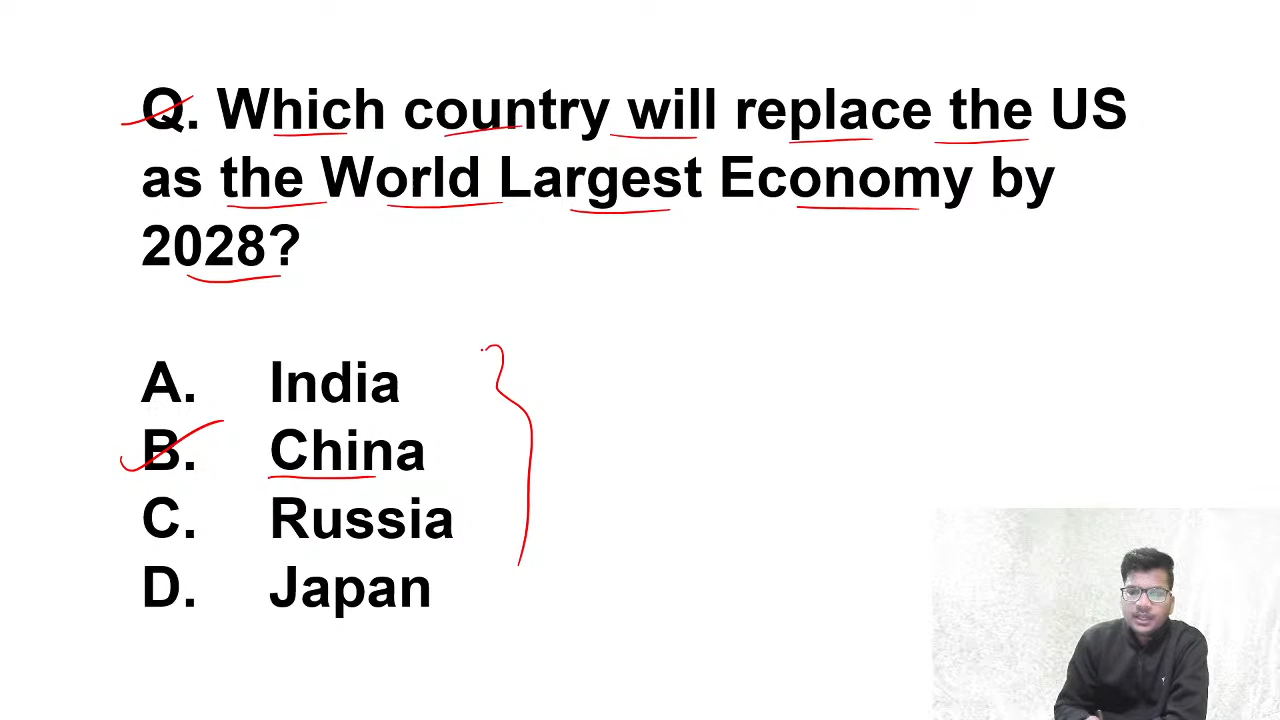 Q. Which country will replace the US
as the World Largest Economy by
2028?
A. India
B. China
C. Russia
D. Japan